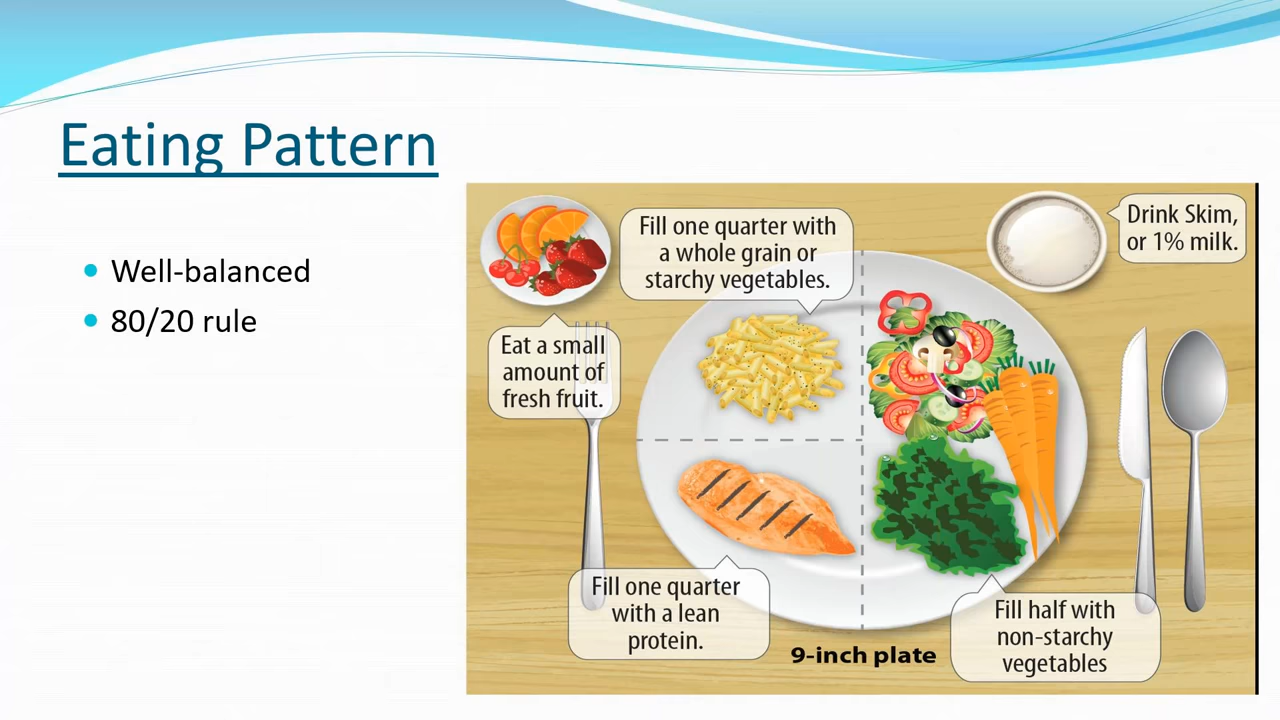 Eating Pattern
Well-balanced
80/20 rule
Fill one quarter with
a whole grain or
starchy vegetables.
Drink Skim,
or 1% milk.
Eat a small
amount of
fresh fruit.
Fill one quarter
with a lean
protein.
9-inch plate
Fill half with
non-starchy
vegetables